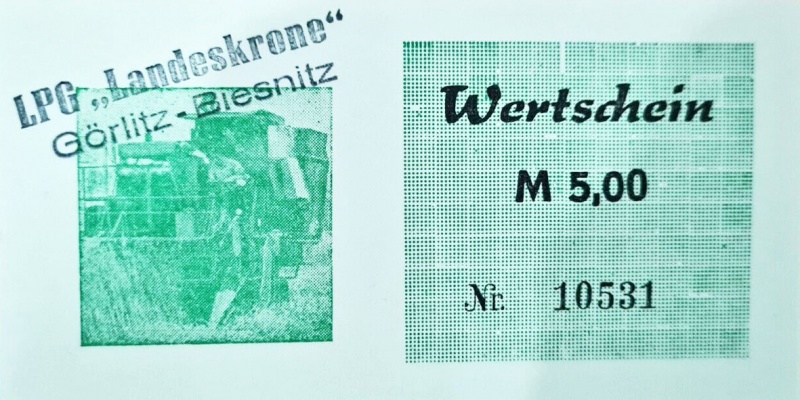 LPG „Landeskrone“
Görlitz-Biesnitz
Wertschein
M 5,00
Nr. 10531